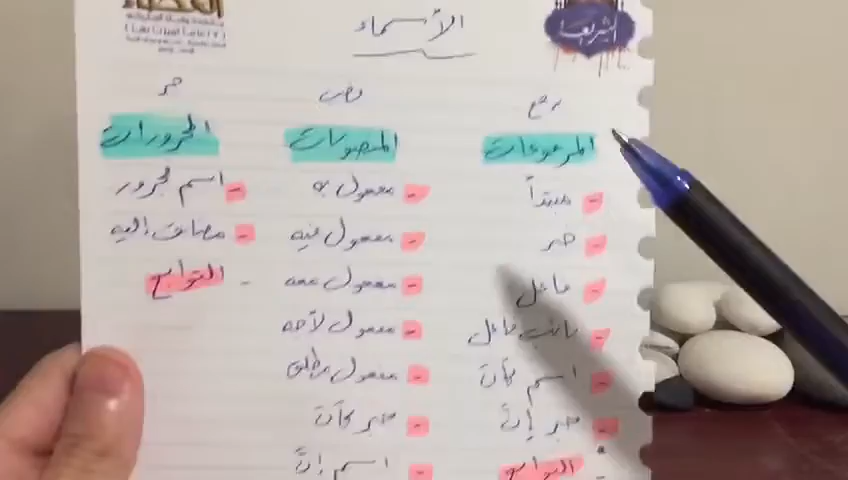 الأسماء
رفع نصب جر
المرفوعات المنصوبات المجرورات
- مبتدأ - مفعول به - اسم مجرور
- خبر - مفعول فيه - مضاف إليه
- فاعل - مفعول معه - التوابع
- نائب فاعل - مفعول لأجله
- اسم كان - مفعول مطلق
- خبر إنّ - خبر كان
- التوابع - اسم إنّ